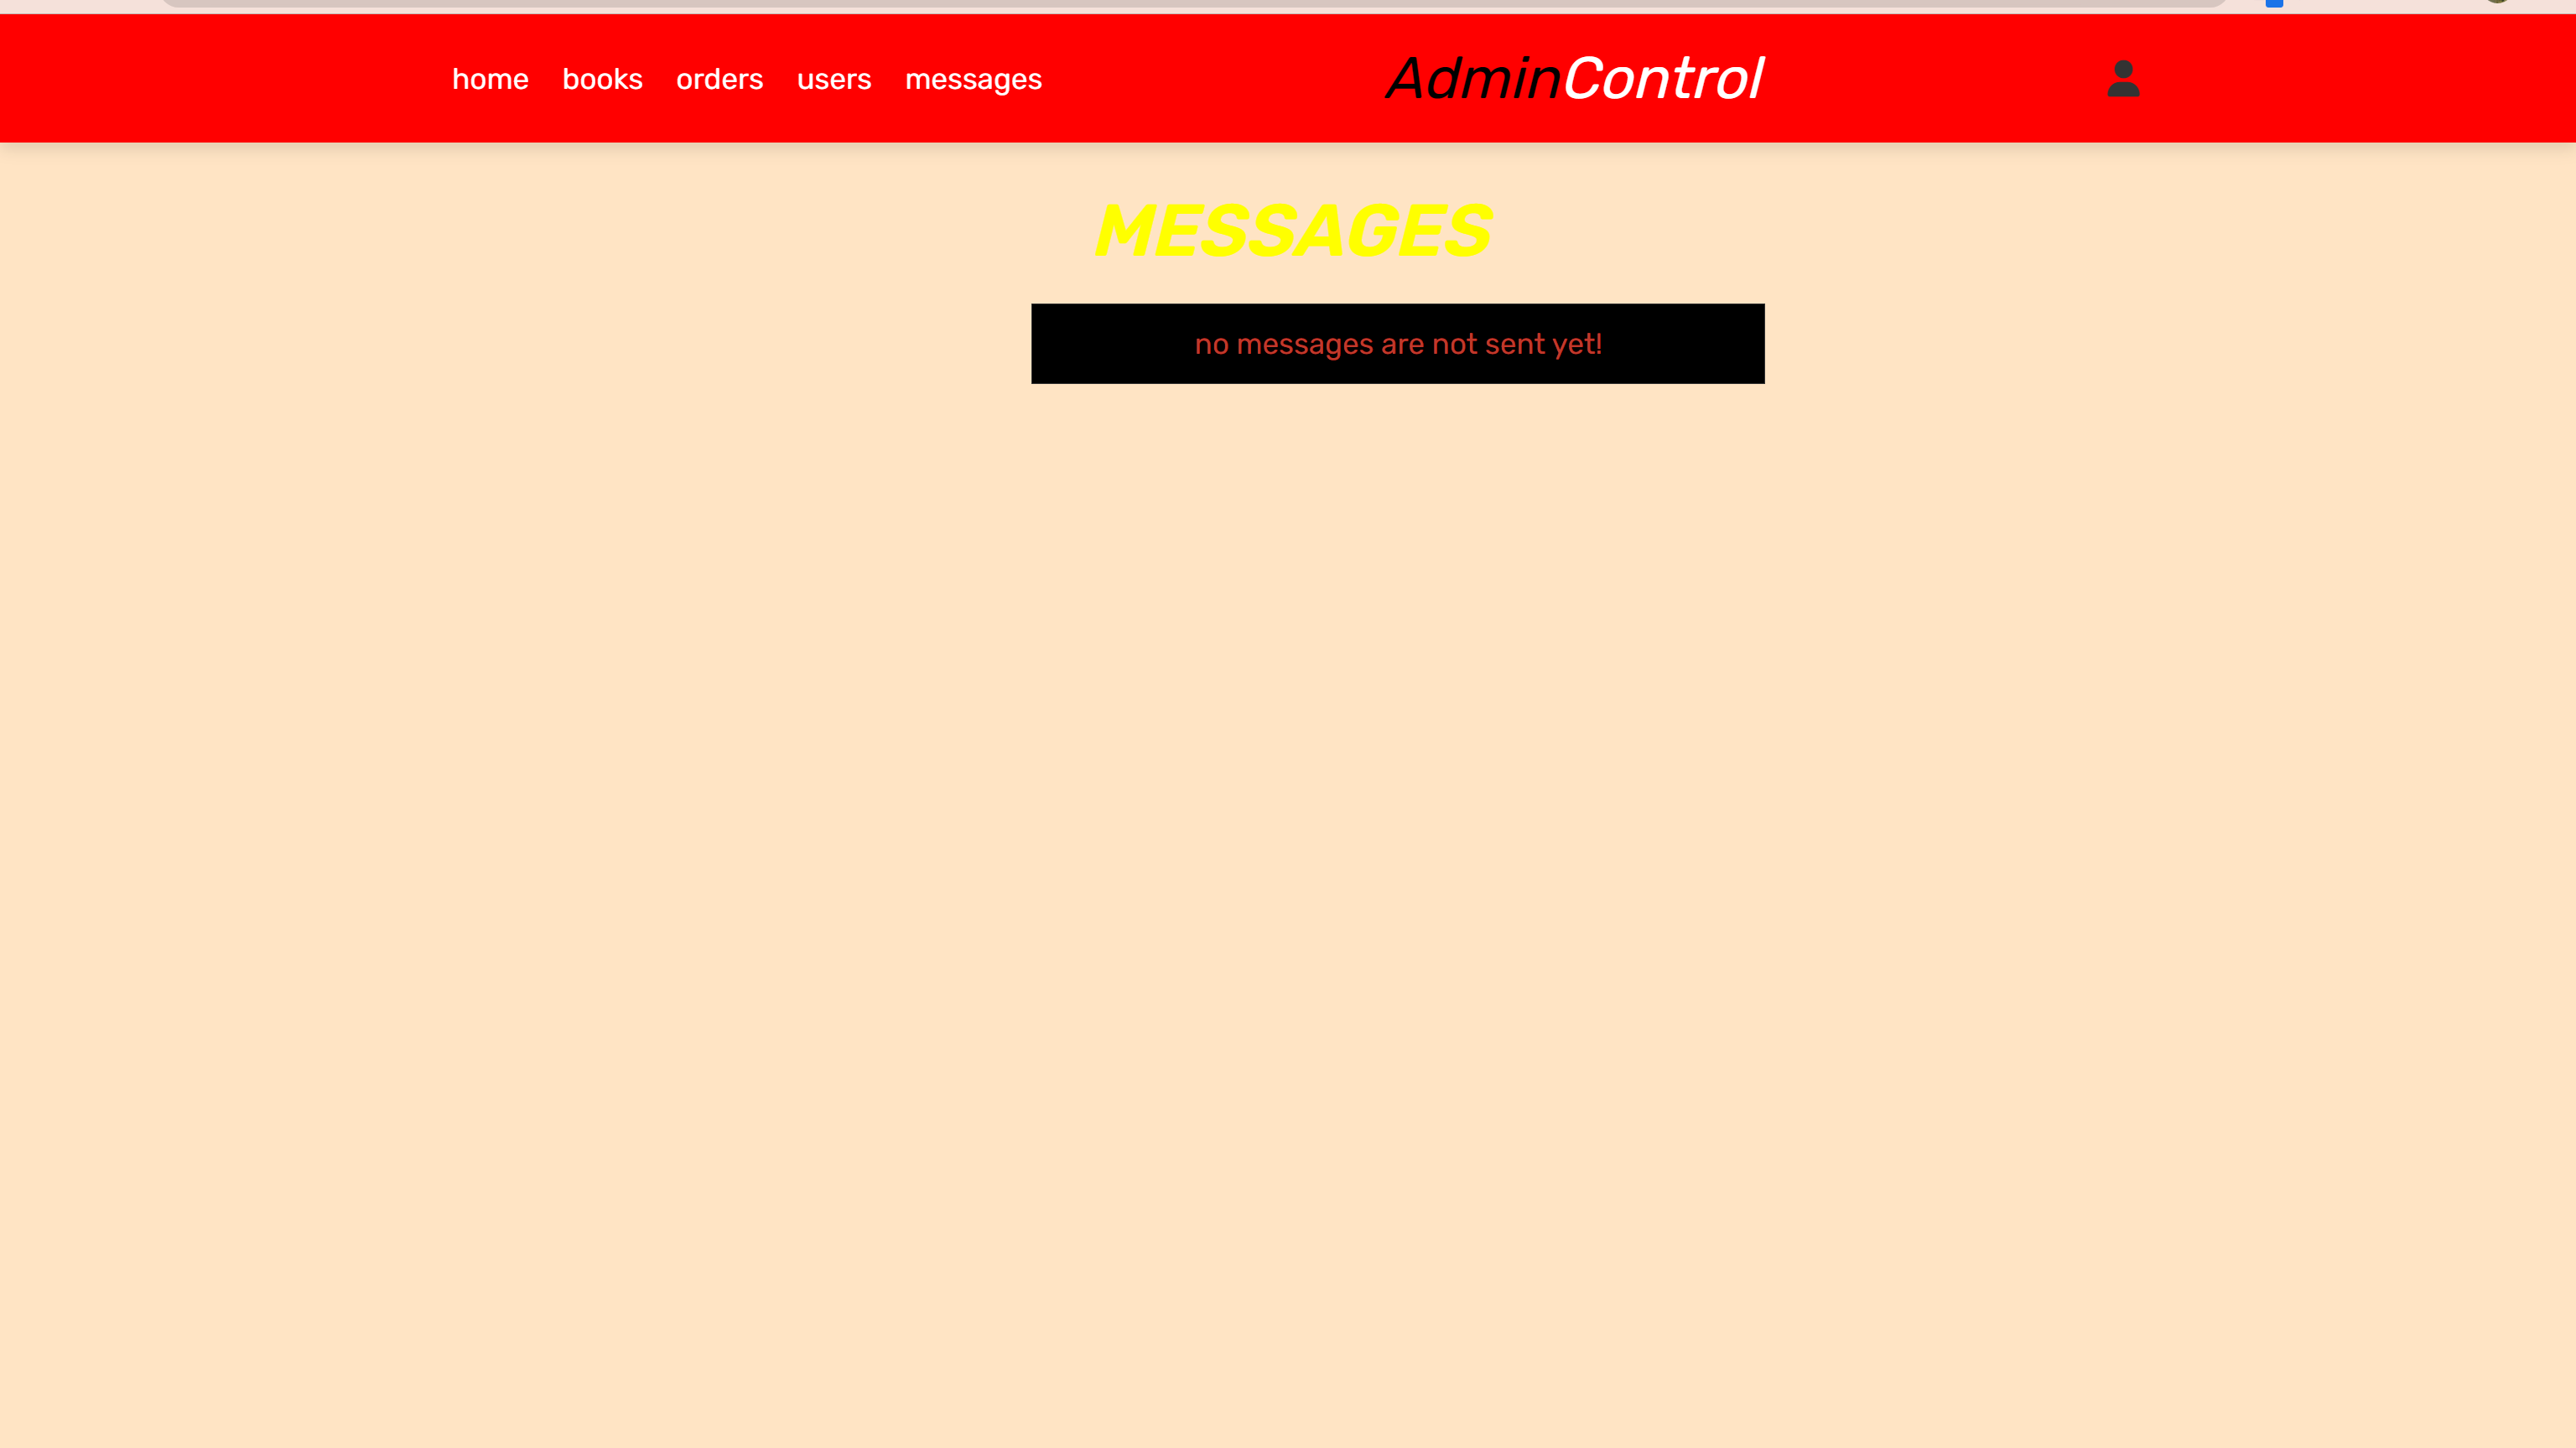 home books orders users messages AdminControl
MESSAGES
no messages are not sent yet!